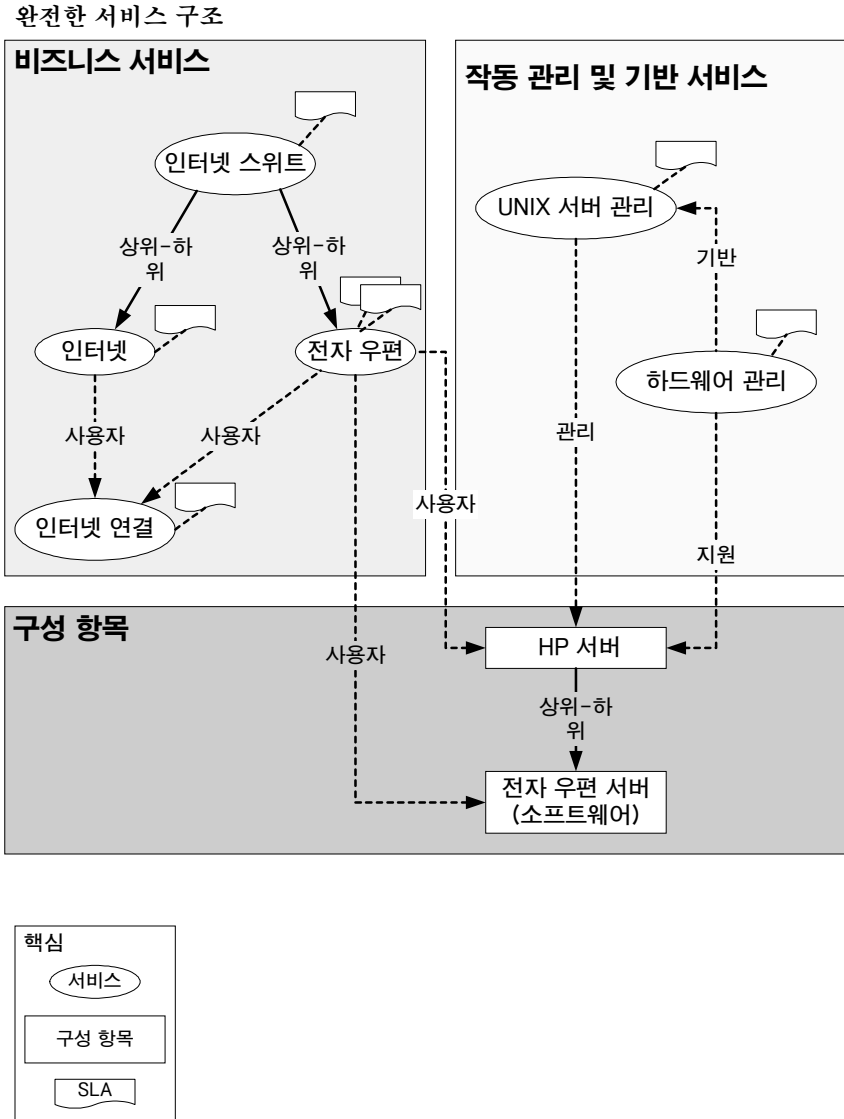 완전한 서비스 구조
비즈니스 서비스
작동 관리 및 기반 서비스
인터넷 스위트
UNIX 서버 관리
상위-하
위
상위-하
위
기반
인터넷
전자 우편
하드웨어 관리
사용자
사용자
관리
사용자
인터넷 연결
지원
구성 항목
HP 서버
사용자
상위-하
위
전자 우편 서버
(소프트웨어)
핵심
서비스
구성 항목
SLA